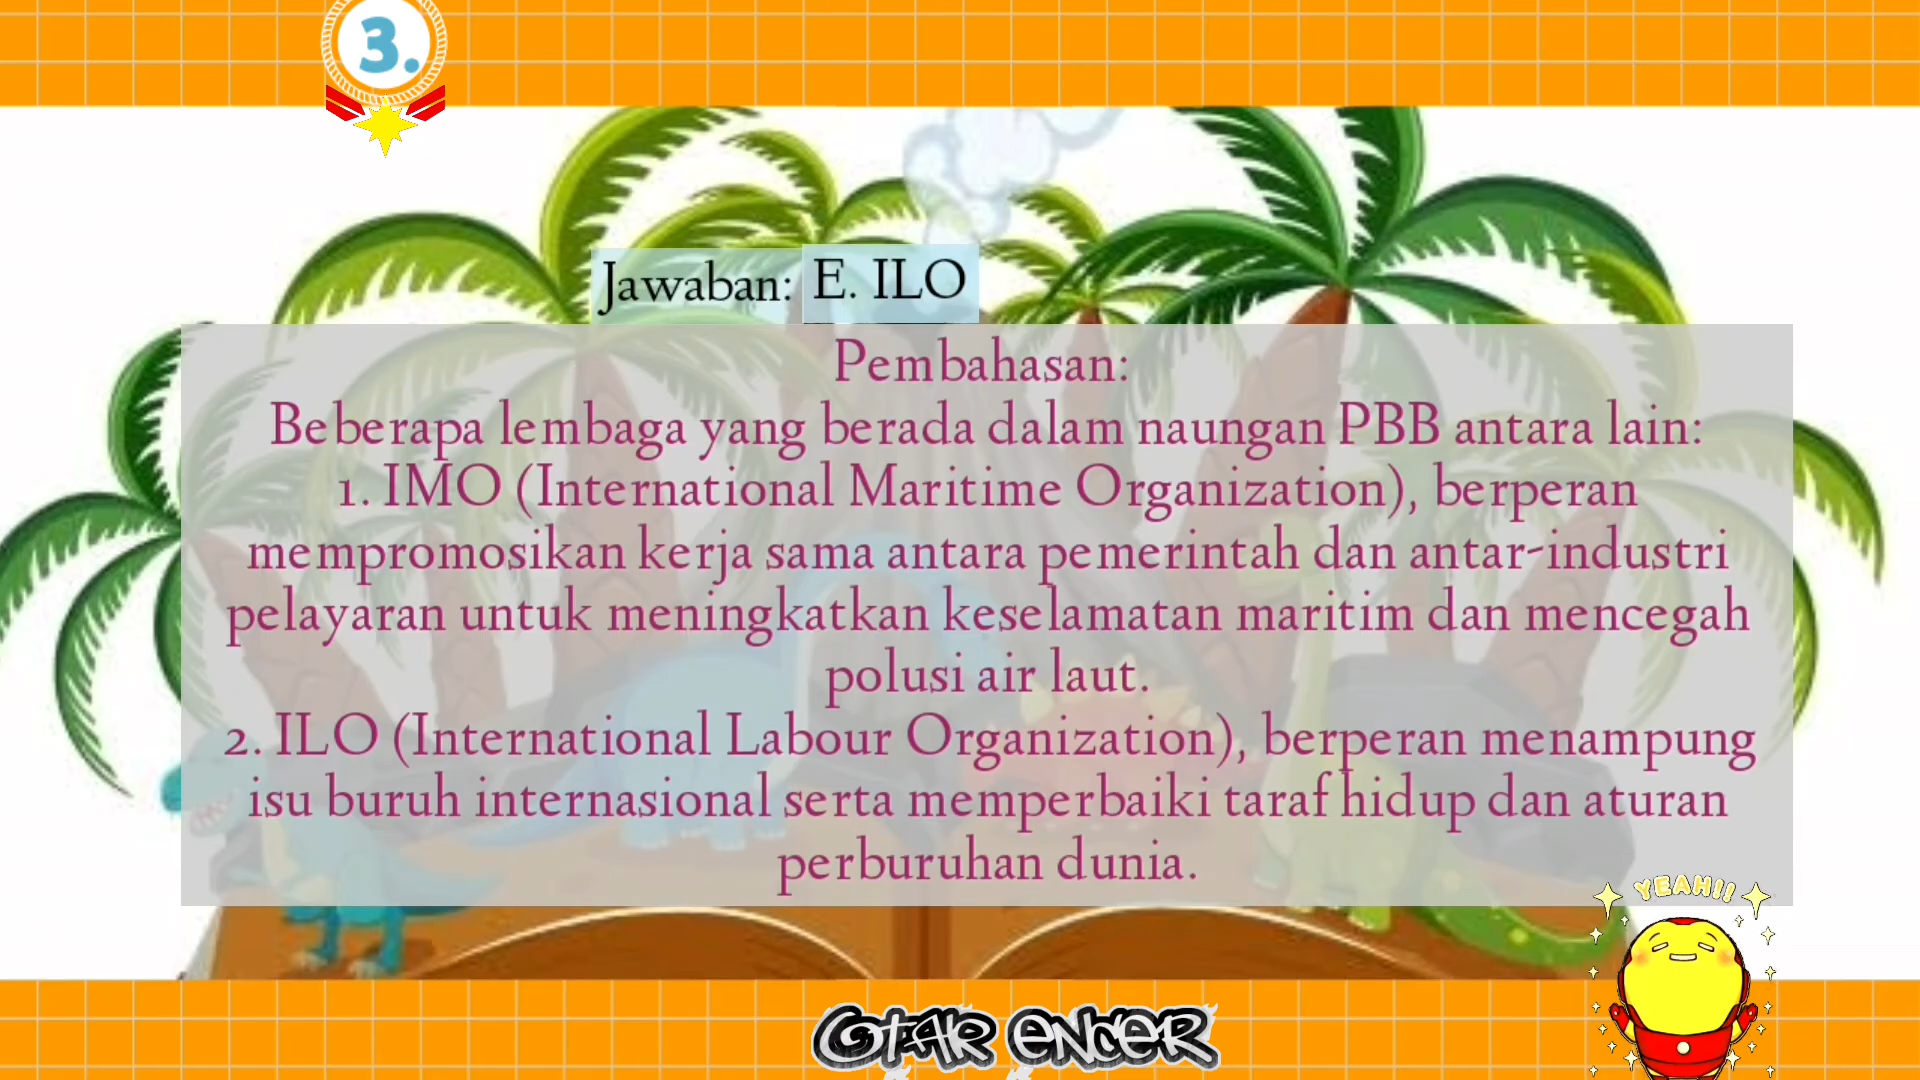 3.
Jawaban: E. ILO
Pembahasan:
Beberapa lembaga yang berada dalam naungan PBB antara lain:
1. IMO (International Maritime Organization), berperan
mempromosikan kerja sama antara pemerintah dan antar-industri
pelayaran untuk meningkatkan keselamatan maritim dan mencegah
polusi air laut.
2. ILO (International Labour Organization), berperan menampung
isu buruh internasional serta memperbaiki taraf hidup dan aturan
perburuhan dunia.
YEAH!!
OTAK ENCER